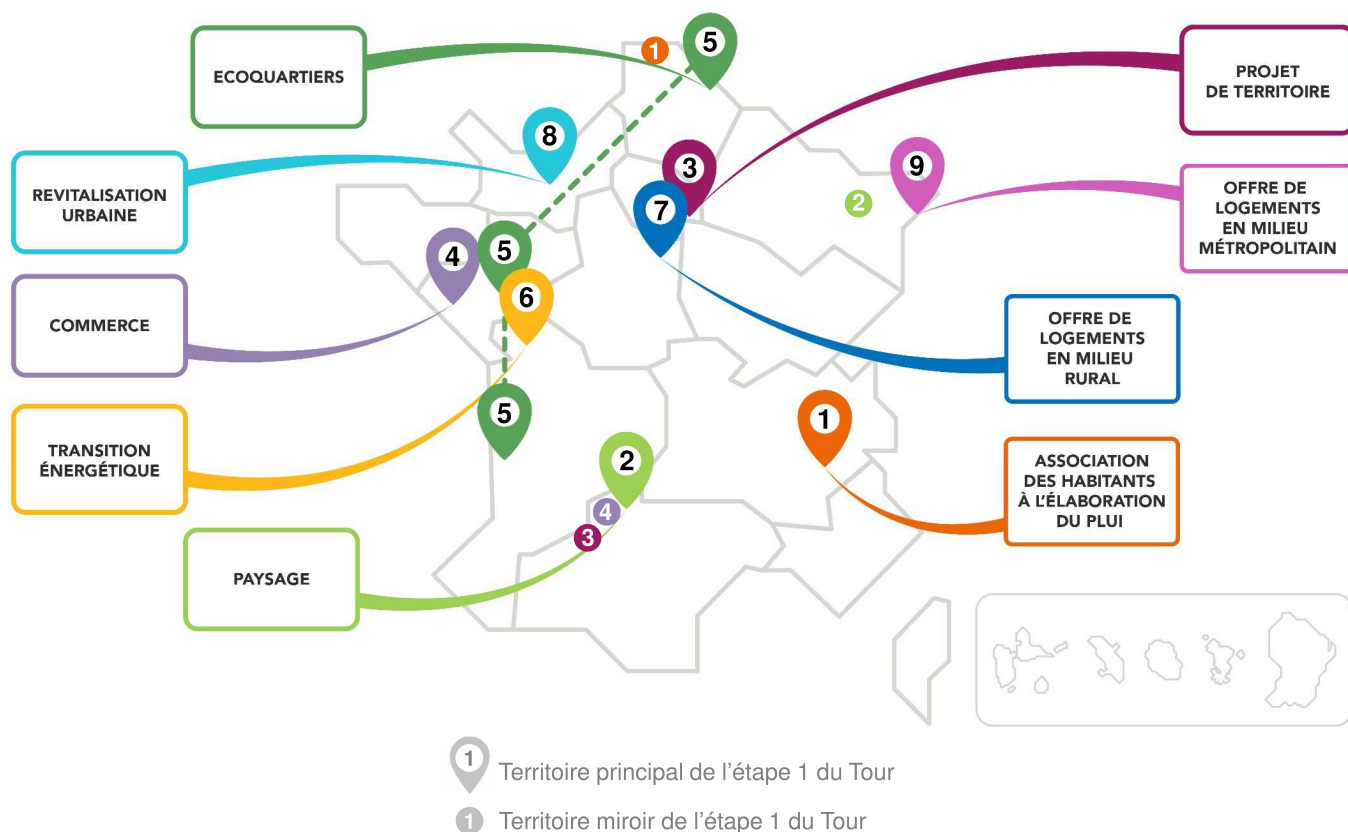 1
5
ECOQUARTIERS
PROJET
DE TERRITOIRE
8
3
9
2
7
REVITALISATION
URBAINE
OFFRE DE
LOGEMENTS
EN MILIEU
MÉTROPOLITAIN
4
5
6
COMMERCE
OFFRE DE
LOGEMENTS
EN MILIEU
RURAL
5
1
TRANSITION
ÉNERGÉTIQUE
2
4
3
ASSOCIATION
DES HABITANTS
À L'ÉLABORATION
DU PLUI
PAYSAGE
1 Territoire principal de l'étape 1 du Tour
1 Territoire miroir de l'étape 1 du Tour